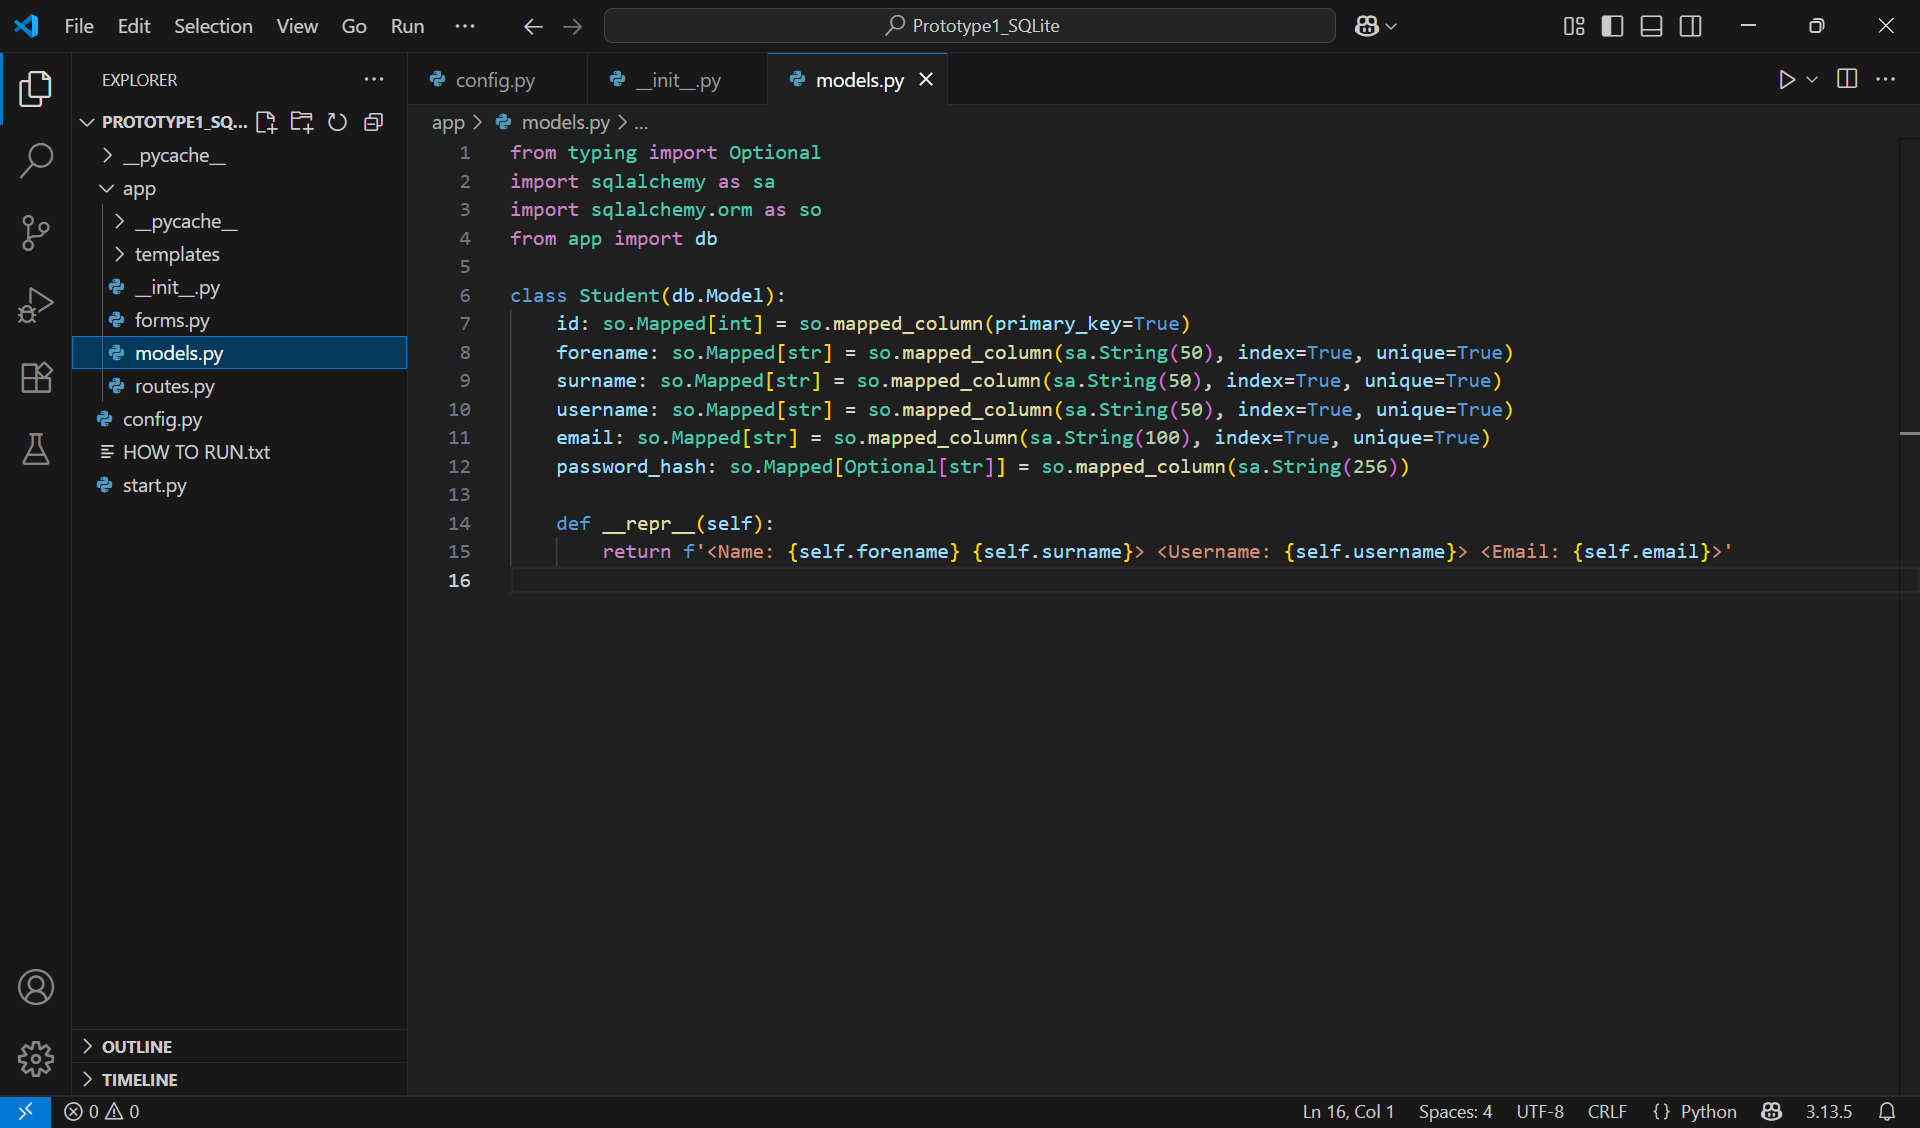 File Edit Selection View Go Run ··· Prototype1_SQLite
EXPLORER ···
config.py __init__.py models.py
PROTOTYPE1_SQ...
app > models.py > ...
__pycache__
app
__pycache__
templates
__init__.py
forms.py
models.py
routes.py
config.py
HOW TO RUN.txt
start.py
OUTLINE
TIMELINE
1 from typing import Optional
2 import sqlalchemy as sa
3 import sqlalchemy.orm as so
4 from app import db
5
6 class Student(db.Model):
7     id: so.Mapped[int] = so.mapped_column(primary_key=True)
8     forename: so.Mapped[str] = so.mapped_column(sa.String(50), index=True, unique=True)
9     surname: so.Mapped[str] = so.mapped_column(sa.String(50), index=True, unique=True)
10     username: so.Mapped[str] = so.mapped_column(sa.String(50), index=True, unique=True)
11     email: so.Mapped[str] = so.mapped_column(sa.String(100), index=True, unique=True)
12     password_hash: so.Mapped[Optional[str]] = so.mapped_column(sa.String(256))
13
14     def __repr__(self):
15         return f'<Name: {self.forename} {self.surname}> <Username: {self.username}> <Email: {self.email}>'
16
0 0 Ln 16, Col 1 Spaces: 4 UTF-8 CRLF {} Python 3.13.5